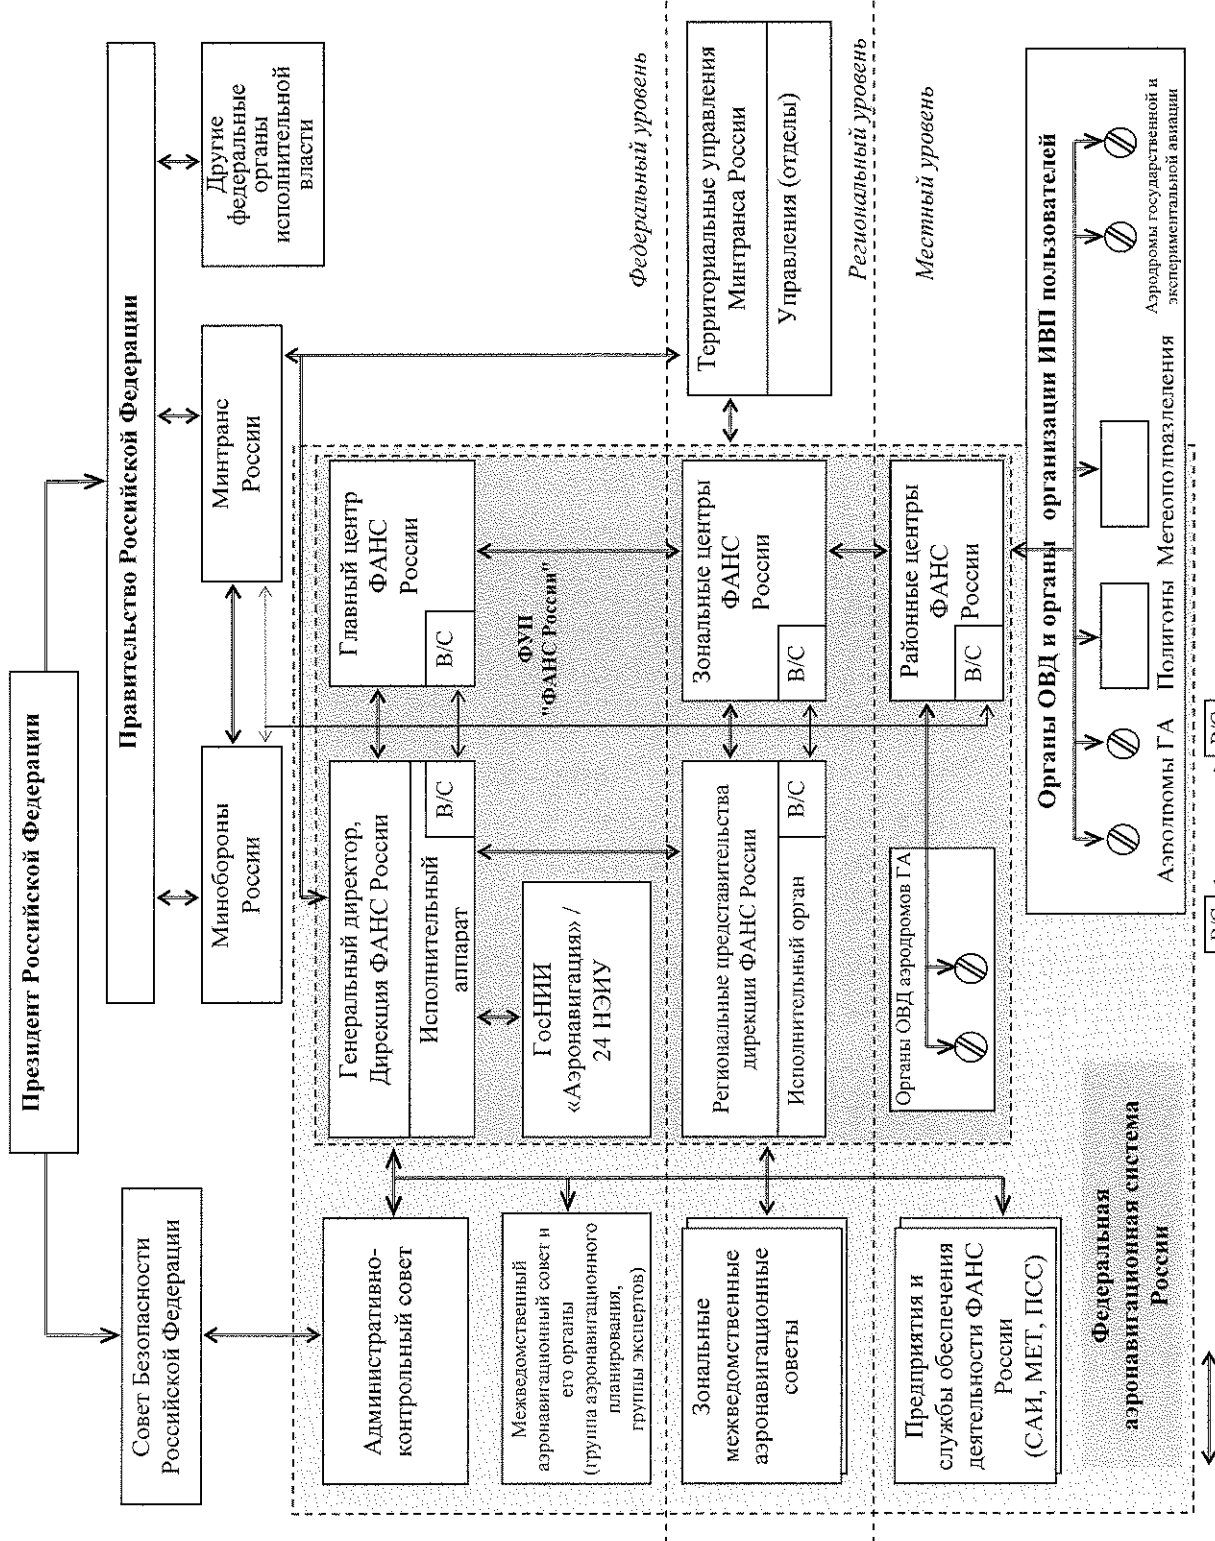 Президент Российской Федерации
Совет Безопасности
Российской Федерации
Правительство Российской Федерации
Минобороны
России
Минтранс
России
Другие
федеральные
органы
исполнительной
власти
Административно-
контрольный совет
Генеральный директор,
Дирекция ФАНС России
Исполнительный
аппарат
В/С
Главный центр
ФАНС
России
В/С
Межведомственный
аэронавигационный совет и
его органы
(группа аэронавигационного
планирования,
группы экспертов)
ГосНИИ
«Аэронавигация» /
24 НЭИУ
ФУП
"ФАНС России"
Федеральный уровень
Зональные
межведомственные
аэронавигационные
советы
Региональные представительства
дирекции ФАНС России
Исполнительный орган
В/С
Зональные центры
ФАНС
России
В/С
Территориальные управления
Минтранса России
Управления (отделы)
Региональный уровень
Местный уровень
Предприятия и
службы обеспечения
деятельности ФАНС
России
(САИ, МЕТ, ПСС)
Органы ОВД аэродромов ГА
Районные центры
ФАНС
России
В/С
Органы ОВД и органы организации ИВП пользователей
Аэродромы ГА
Полигоны
Метеоподразделения
Аэродромы государственной и
экспериментальной авиации
Федеральная
аэронавигационная система
России